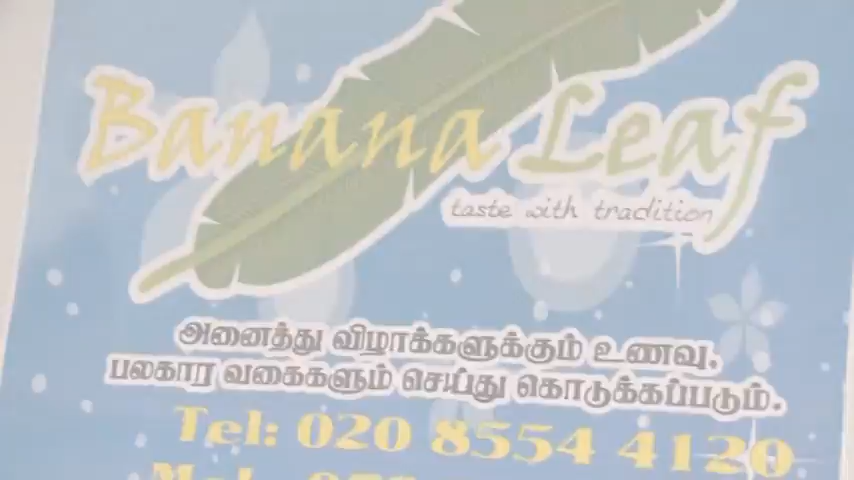 Banana Leaf
taste with tradition
அனைத்து விழாக்களுக்கும் உணவு,
பலகார வகைகளும் செய்து கொடுக்கப்படும்.
Tel: 020 8554 4120